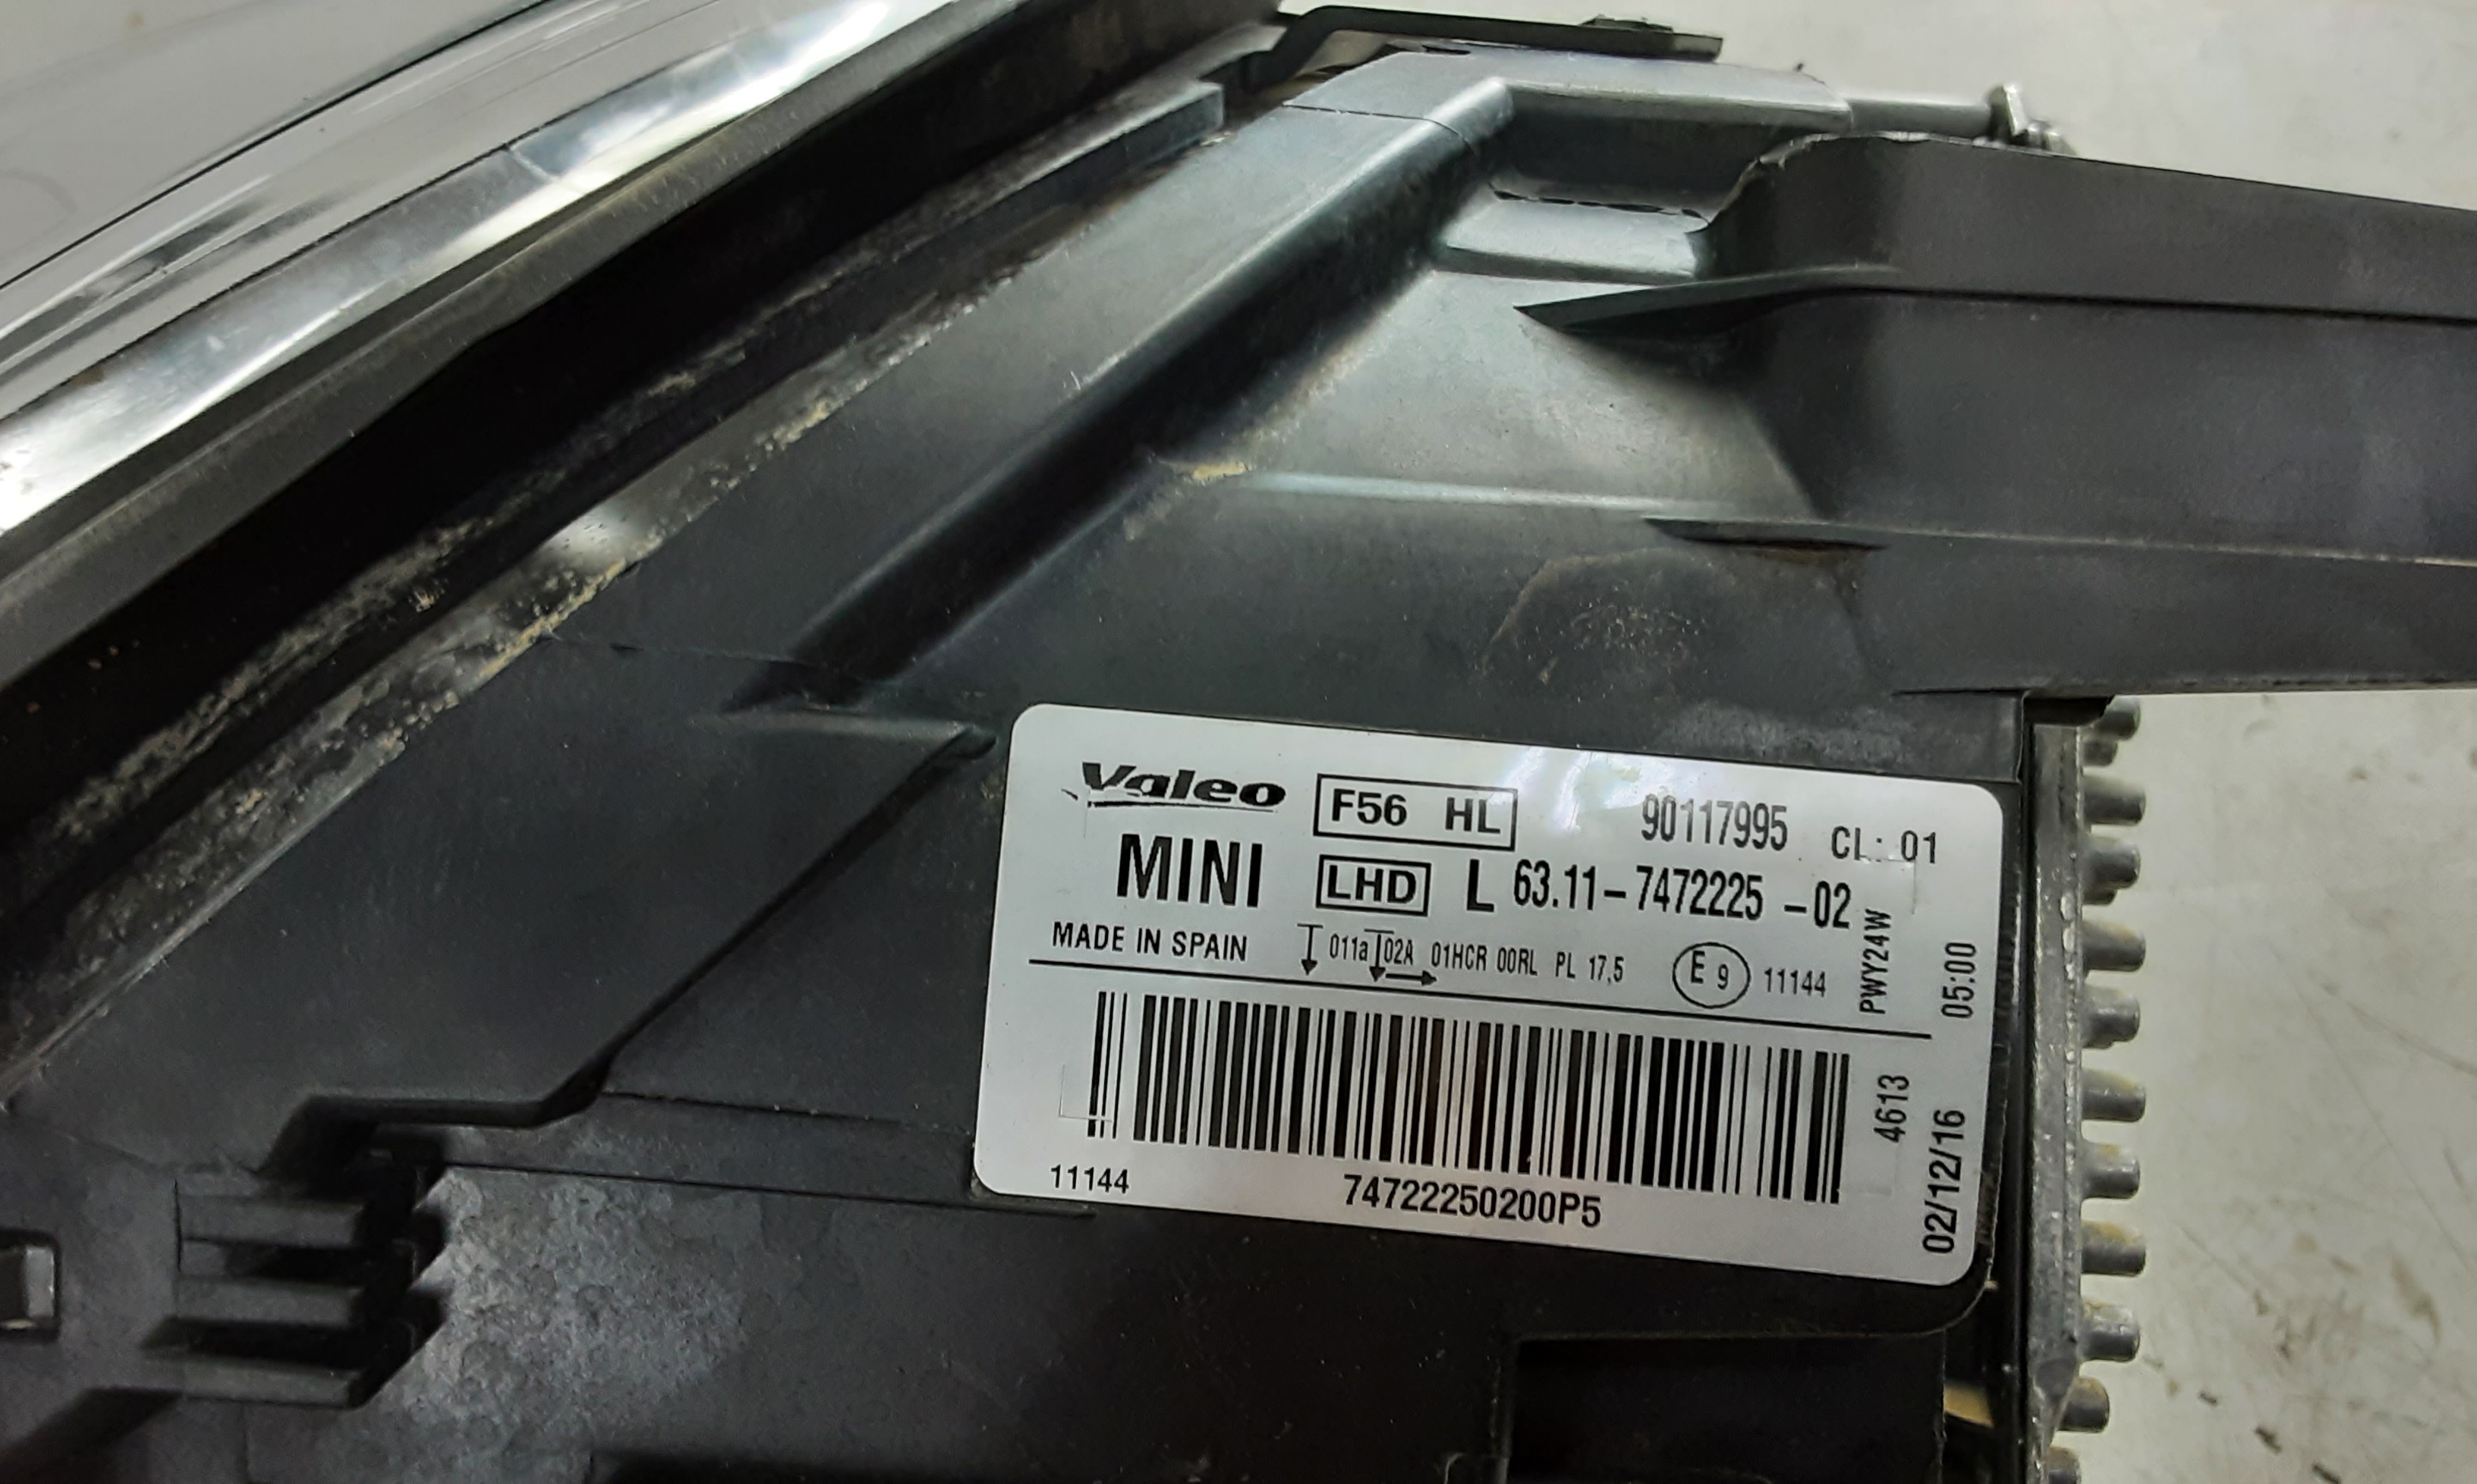 Valeo F56 HL 90117995 CL: 01
MINI LHD L 63.11-7472225 -02
MADE IN SPAIN 011a 02A 01HCR 00RL PL 17,5 E 9 11144
PWY24W
05:00
4613
02/12/16
11144
74722250200P5